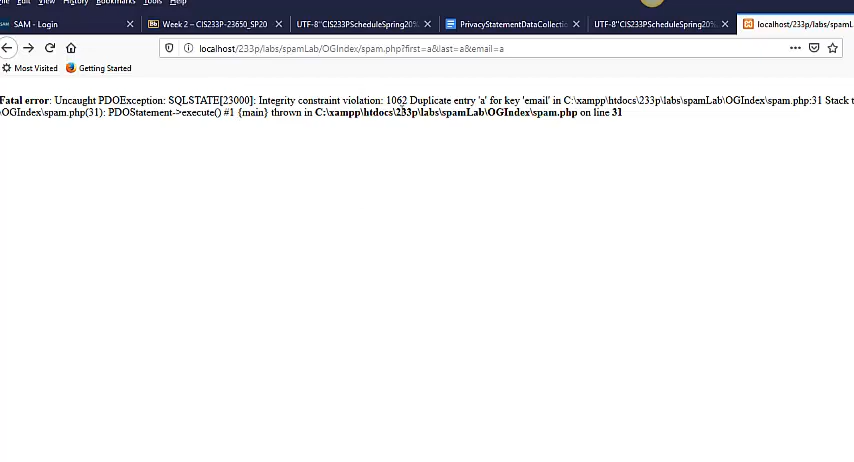 File Edit View History Bookmarks Tools Help
SAM - Login
Week 2 – CIS233P-23650_SP20
UTF-8''CIS233PScheduleSpring20%
PrivacyStatementDataCollectio
UTF-8''CIS233PScheduleSpring20%
localhost/233p/labs/spamL
localhost/233p/labs/spamLab/OGIndex/spam.php?first=a&last=a&email=a
Most Visited Getting Started
Fatal error: Uncaught PDOException: SQLSTATE[23000]: Integrity constraint violation: 1062 Duplicate entry 'a' for key 'email' in C:\xampp\htdocs\233p\labs\spamLab\OGIndex\spam.php:31 Stack t
OGIndex\spam.php(31): PDOStatement->execute() #1 {main} thrown in C:\xampp\htdocs\233p\labs\spamLab\OGIndex\spam.php on line 31